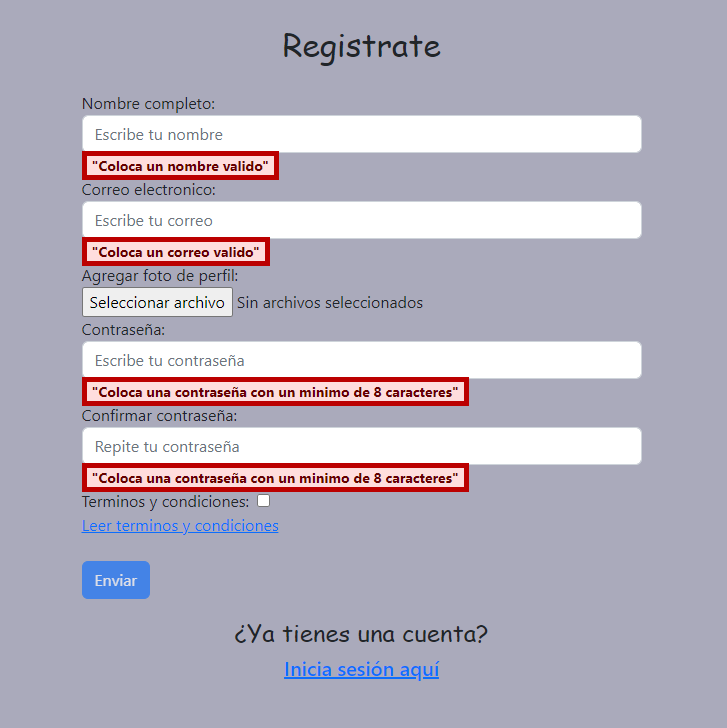 Registrate
Nombre completo:
Escribe tu nombre
"Coloca un nombre valido"
Correo electronico:
Escribe tu correo
"Coloca un correo valido"
Agregar foto de perfil:
Seleccionar archivo Sin archivos seleccionados
Contraseña:
Escribe tu contraseña
"Coloca una contraseña con un minimo de 8 caracteres"
Confirmar contraseña:
Repite tu contraseña
"Coloca una contraseña con un minimo de 8 caracteres"
Terminos y condiciones:
Leer terminos y condiciones
Enviar
¿Ya tienes una cuenta?
Inicia sesión aquí